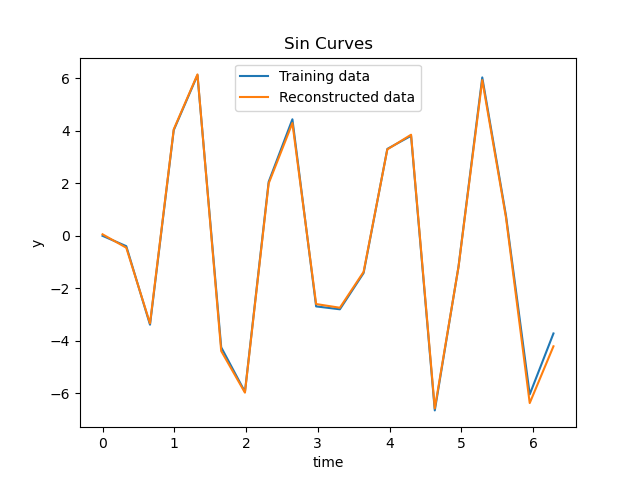 Sin Curves
Training data
Reconstructed data
6
4
2
0
−2
−4
−6
y
0 1 2 3 4 5 6
time